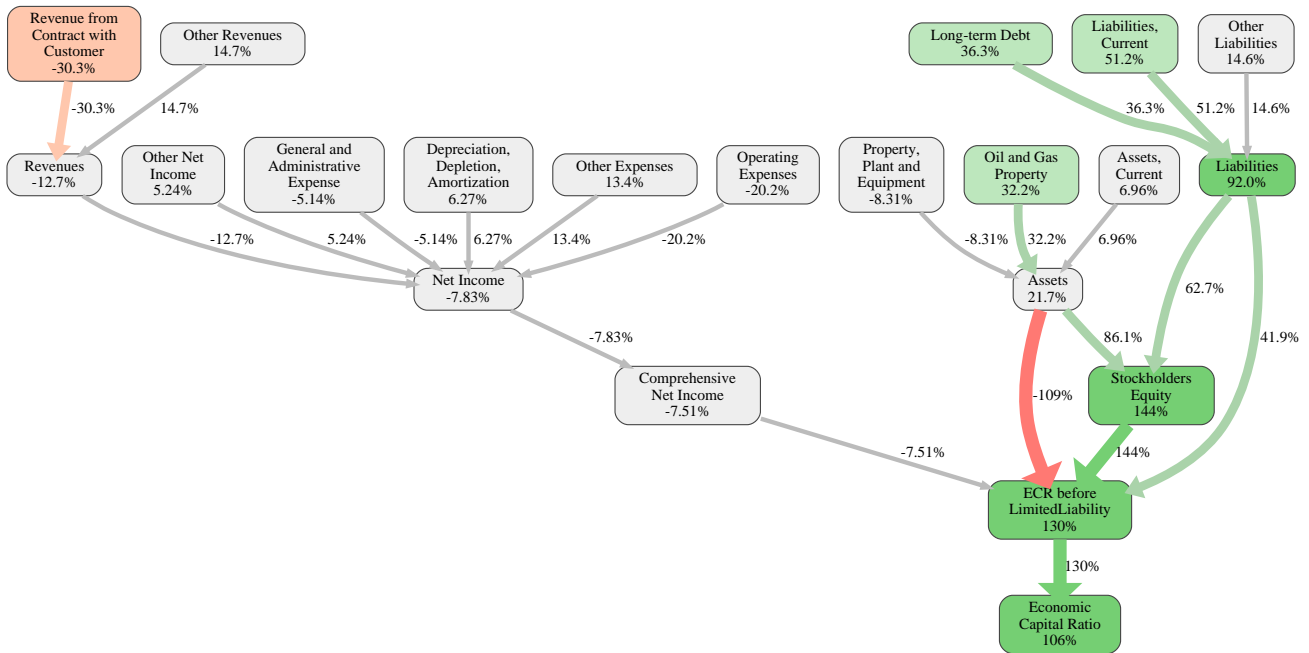 Revenue from
Contract with
Customer
-30.3%
Other Revenues
14.7%
Long-term Debt
36.3%
Liabilities,
Current
51.2%
Other
Liabilities
14.6%
-30.3%
14.7%
36.3%
51.2%
14.6%
Revenues
-12.7%
Other Net
Income
5.24%
General and
Administrative
Expense
-5.14%
Depreciation,
Depletion,
Amortization
6.27%
Other Expenses
13.4%
Operating
Expenses
-20.2%
Property,
Plant and
Equipment
-8.31%
Oil and Gas
Property
32.2%
Assets,
Current
6.96%
Liabilities
92.0%
-12.7%
5.24%
-5.14%
6.27%
13.4%
-20.2%
-8.31%
32.2%
6.96%
Net Income
-7.83%
Assets
21.7%
62.7%
-7.83%
86.1%
41.9%
Comprehensive
Net Income
-7.51%
-109%
Stockholders
Equity
144%
-7.51%
144%
ECR before
LimitedLiability
130%
130%
Economic
Capital Ratio
106%